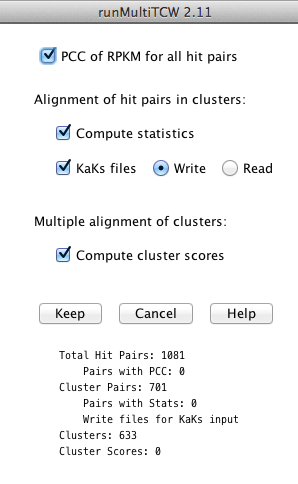 runMultiTCW 2.11
PCC of RPKM for all hit pairs
Alignment of hit pairs in clusters:
Compute statistics
KaKs files Write Read
Multiple alignment of clusters:
Compute cluster scores
Keep Cancel Help
Total Hit Pairs: 1081
Pairs with PCC: 0
Cluster Pairs: 701
Pairs with Stats: 0
Write files for KaKs input
Clusters: 633
Cluster Scores: 0